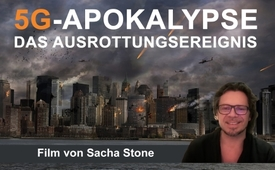 5G-APOKALYPSE
DAS AUSROTTUNGSEREIGNIS
Film von Sacha Stone